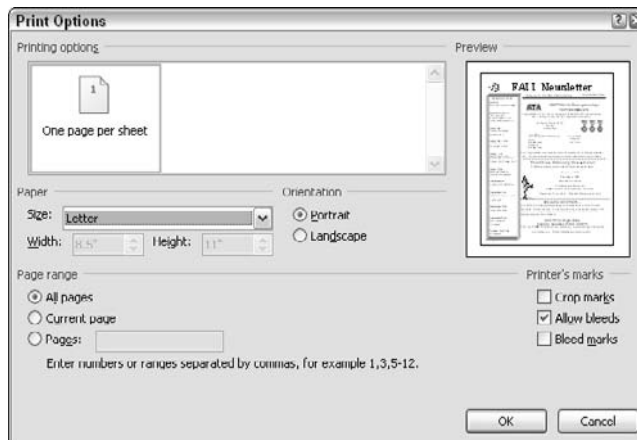 Print Options
Printing options
Preview
1
One page per sheet
FALL Newsletter
ATA
Paper
Orientation
Size:
Letter
Portrait
Width:
8.5"
Height:
11"
Landscape
Page range
Printer's marks
All pages
Crop marks
Current page
Allow bleeds
Pages:
Bleed marks
Enter numbers or ranges separated by commas, for example 1,3,5-12.
OK
Cancel